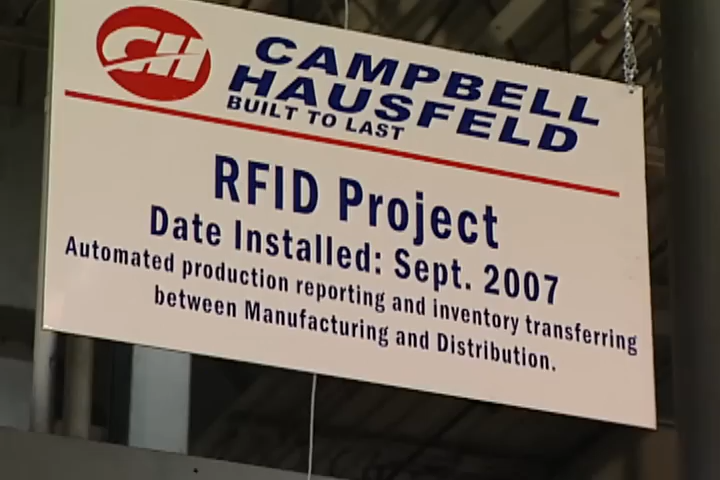 CH
CAMPBELL
HAUSFELD
BUILT TO LAST
RFID Project
Date Installed: Sept. 2007
Automated production reporting and inventory transferring
between Manufacturing and Distribution.